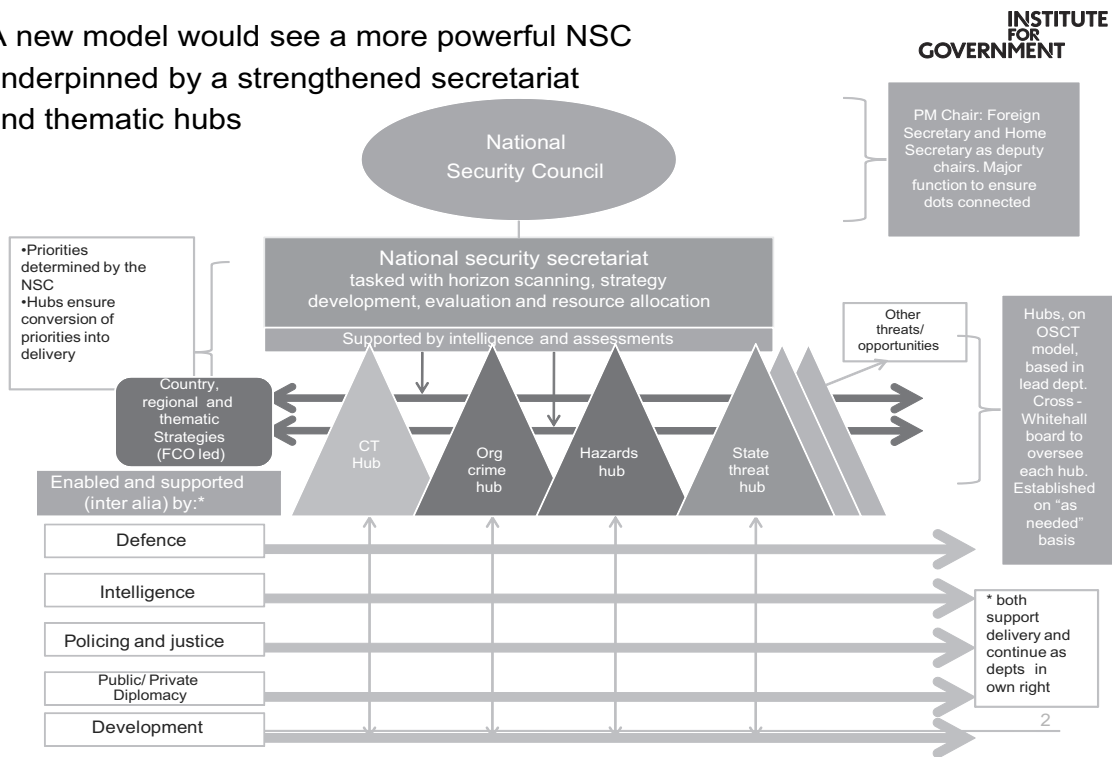 A new model would see a more powerful NSC
underpinned by a strengthened secretariat
and thematic hubs
INSTITUTE
FOR
GOVERNMENT
PM Chair: Foreign
Secretary and Home
Secretary as deputy
chairs. Major
function to ensure
dots connected
National
Security Council
•Priorities
determined by the
NSC
•Hubs ensure
conversion of
priorities into
delivery
National security secretariat
tasked with horizon scanning, strategy
development, evaluation and resource allocation
Supported by intelligence and assessments
Other
threats/
opportunities
Hubs, on
OSCT
model,
based in
lead dept.
Cross -
Whitehall
board to
oversee
each hub.
Established
on “as
needed”
basis
Country,
regional and
thematic
Strategies
(FCO led)
CT
Hub
Org
crime
hub
Hazards
hub
State
threat
hub
Enabled and supported
(inter alia) by:*
Defence
Intelligence
Policing and justice
Public/ Private
Diplomacy
Development
* both
support
delivery and
continue as
depts in
own right
2